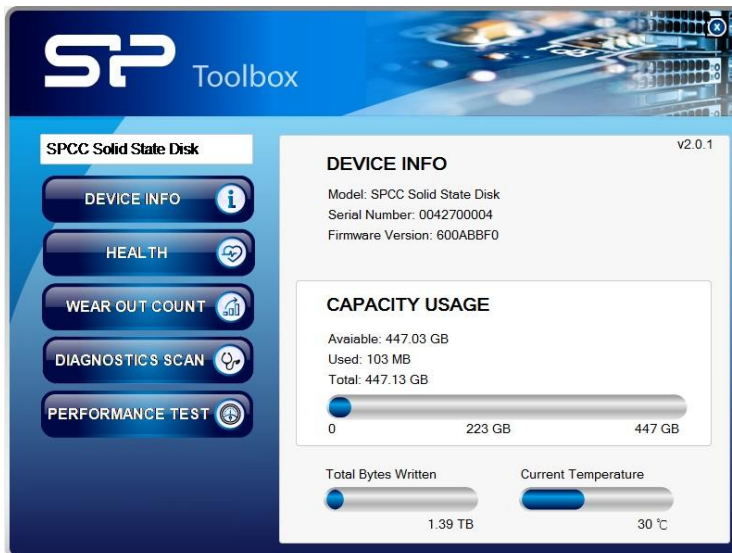 SP Toolbox
X
SPCC Solid State Disk
DEVICE INFO
HEALTH
WEAR OUT COUNT
DIAGNOSTICS SCAN
PERFORMANCE TEST
v2.0.1
DEVICE INFO
Model: SPCC Solid State Disk
Serial Number: 0042700004
Firmware Version: 600ABBF0
CAPACITY USAGE
Avaiable: 447.03 GB
Used: 103 MB
Total: 447.13 GB
0 223 GB 447 GB
Total Bytes Written
1.39 TB
Current Temperature
30 ℃